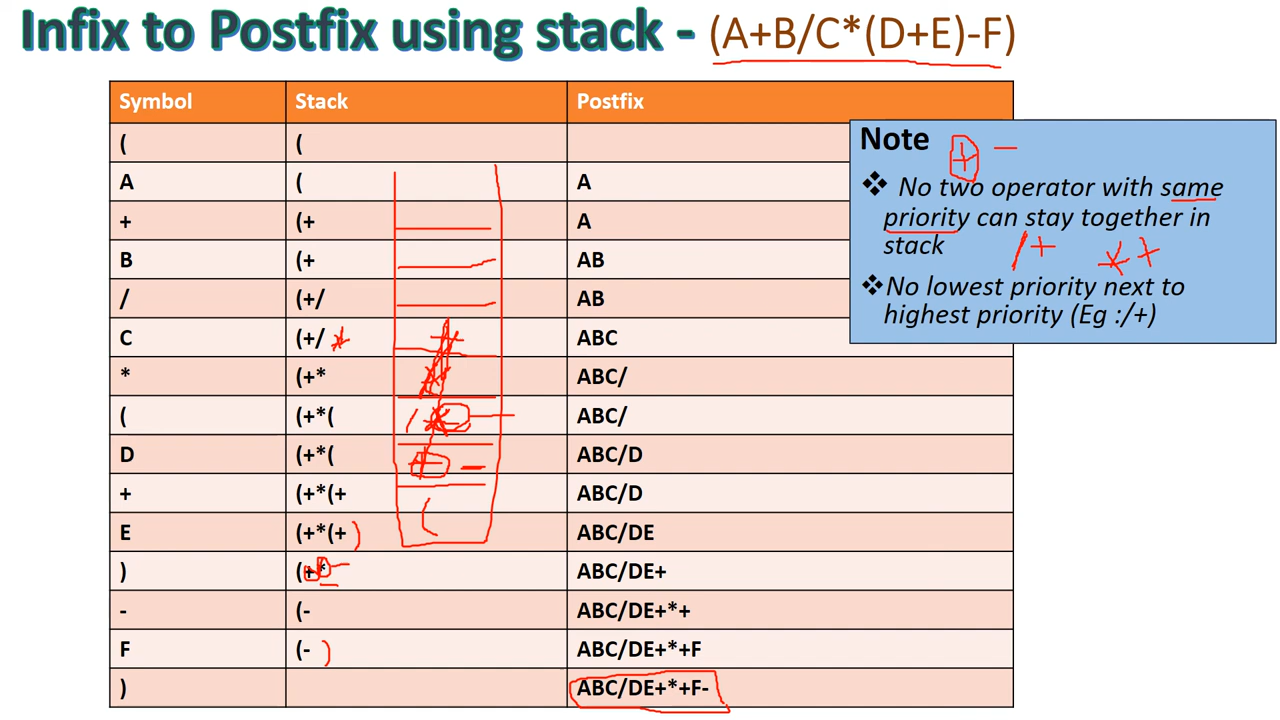 Infix to Postfix using stack - (A+B/C*(D+E)-F)
Symbol Stack Postfix
( (
A ( A
+ (+ A
B (+ AB
/ (+/ AB
C (+/ * ABC
* (+* ABC/
( (+*( ABC/
D (+*( ABC/D
+ (+*(+ ABC/D
E (+*(+ ) ABC/DE
) (+* - ABC/DE+
- (- ABC/DE+*+
F (- ) ABC/DE+*+F
) ABC/DE+*+F-
Note + -
❖ No two operator with same
priority can stay together in
stack
/+ *+
❖No lowest priority next to
highest priority (Eg :/+)